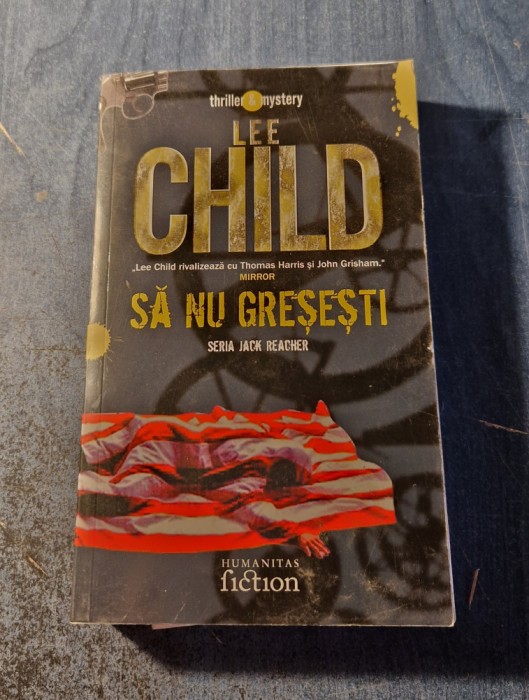 thriller & mystery
LEE
CHILD
„Lee Child rivalizează cu Thomas Harris și John Grisham.”
MIRROR
SĂ NU GREȘEȘTI
SERIA JACK REACHER
HUMANITAS
fiction